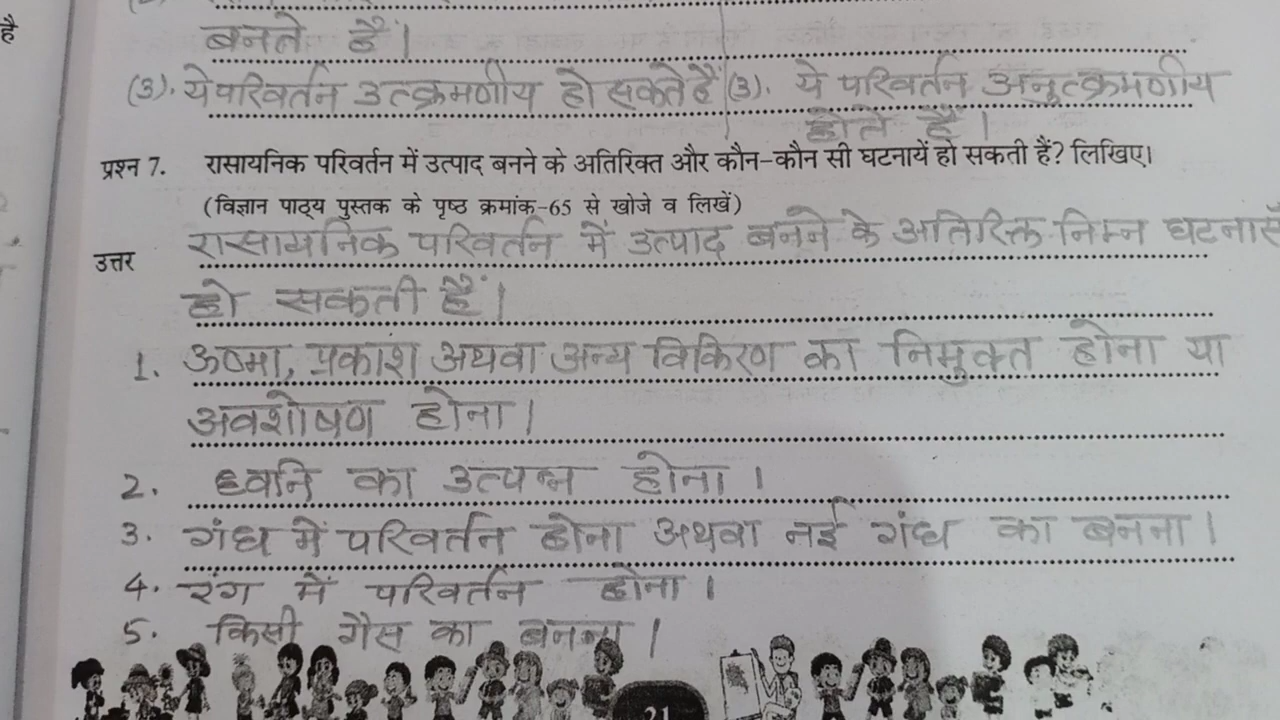 है
बनते हैं।
(3). ये परिवर्तन उत्क्रमणीय हो सकते हैं (3). ये परिवर्तन अनुत्क्रमणीय
होते हैं।
प्रश्न 7. रासायनिक परिवर्तन में उत्पाद बनने के अतिरिक्त और कौन-कौन सी घटनायें हो सकती हैं? लिखिए।
(विज्ञान पाठ्य पुस्तक के पृष्ठ क्रमांक-65 से खोजे व लिखें)
उत्तर रासायनिक परिवर्तन में उत्पाद बनने के अतिरिक्त निम्न घटनाएँ
हो सकती हैं।
1. ऊष्मा, प्रकाश अथवा अन्य विकिरण का निमुक्त होना या
अवशोषण होना।
2. ध्वनि का उत्पन्न होना।
3. गंध में परिवर्तन होना अथवा नई गंध का बनना।
4. रंग में परिवर्तन होना।
5. किसी गैस का बनना।
21